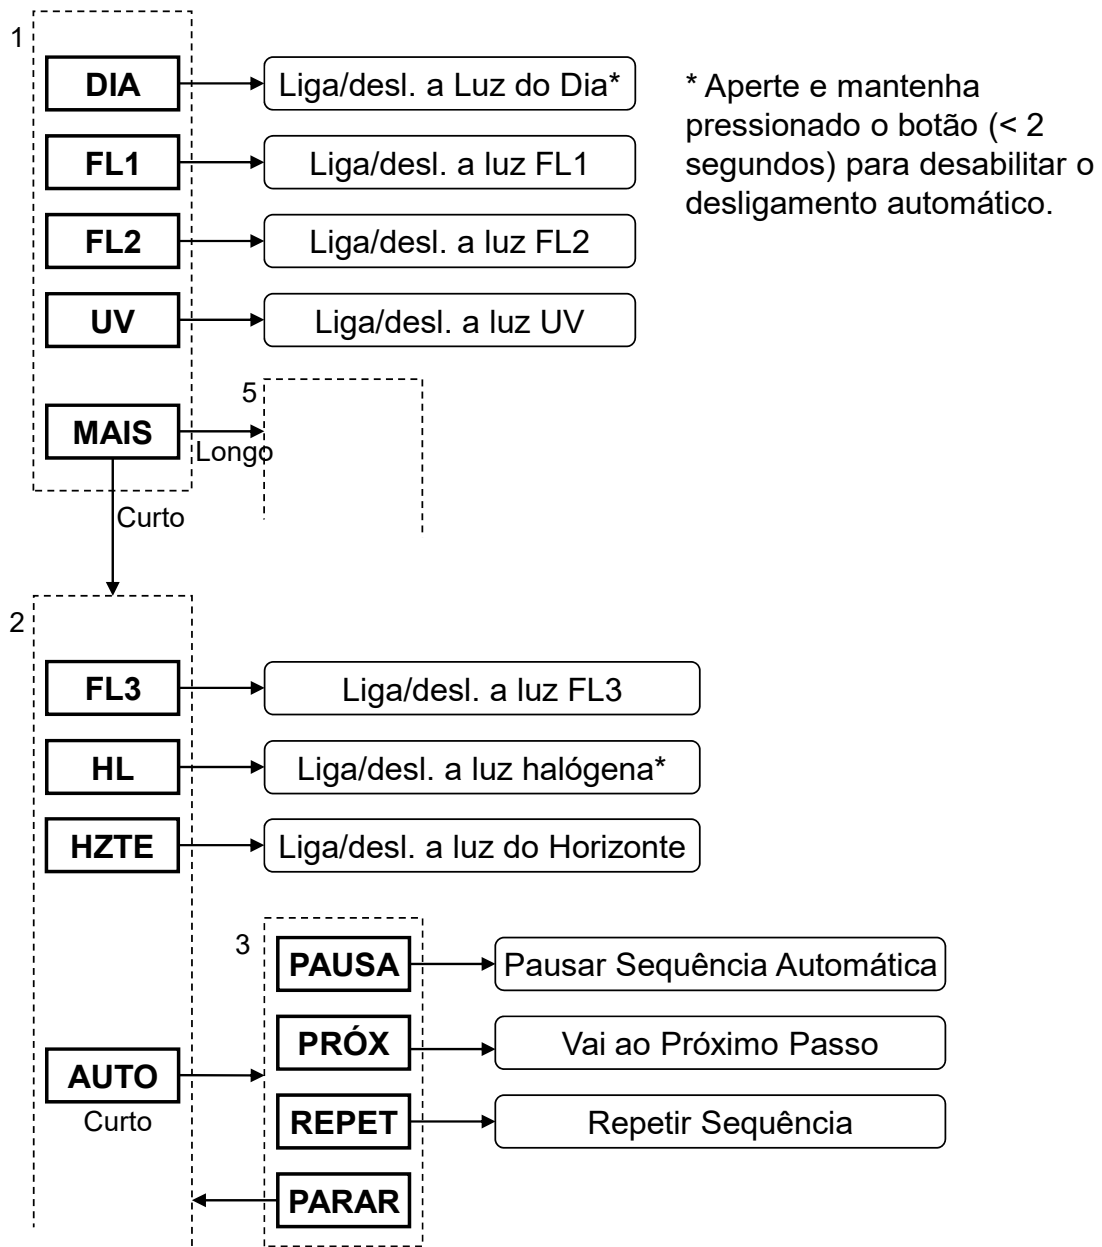 1
DIA
Liga/desl. a Luz do Dia*
* Aperte e mantenha
pressionado o botão (< 2
segundos) para desabilitar o
desligamento automático.
FL1
Liga/desl. a luz FL1
FL2
Liga/desl. a luz FL2
UV
Liga/desl. a luz UV
5
MAIS
Longo
Curto
2
FL3
Liga/desl. a luz FL3
HL
Liga/desl. a luz halógena*
HZTE
Liga/desl. a luz do Horizonte
3
PAUSA
Pausar Sequência Automática
PRÓX
Vai ao Próximo Passo
AUTO
Curto
REPET
Repetir Sequência
PARAR